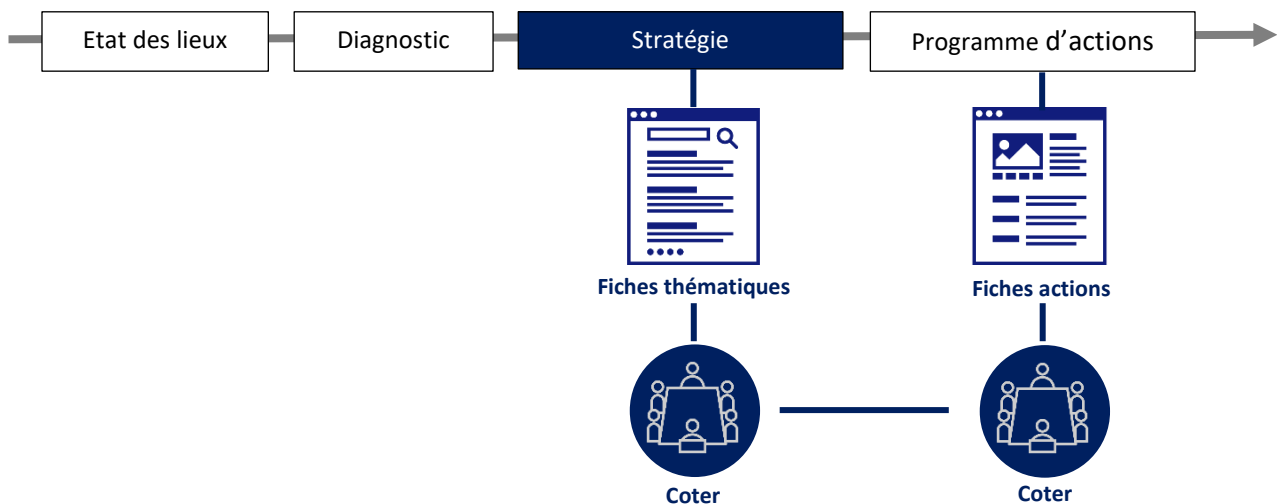 Etat des lieux
Diagnostic
Stratégie
Programme d’actions
Fiches thématiques
Fiches actions
Coter
Coter